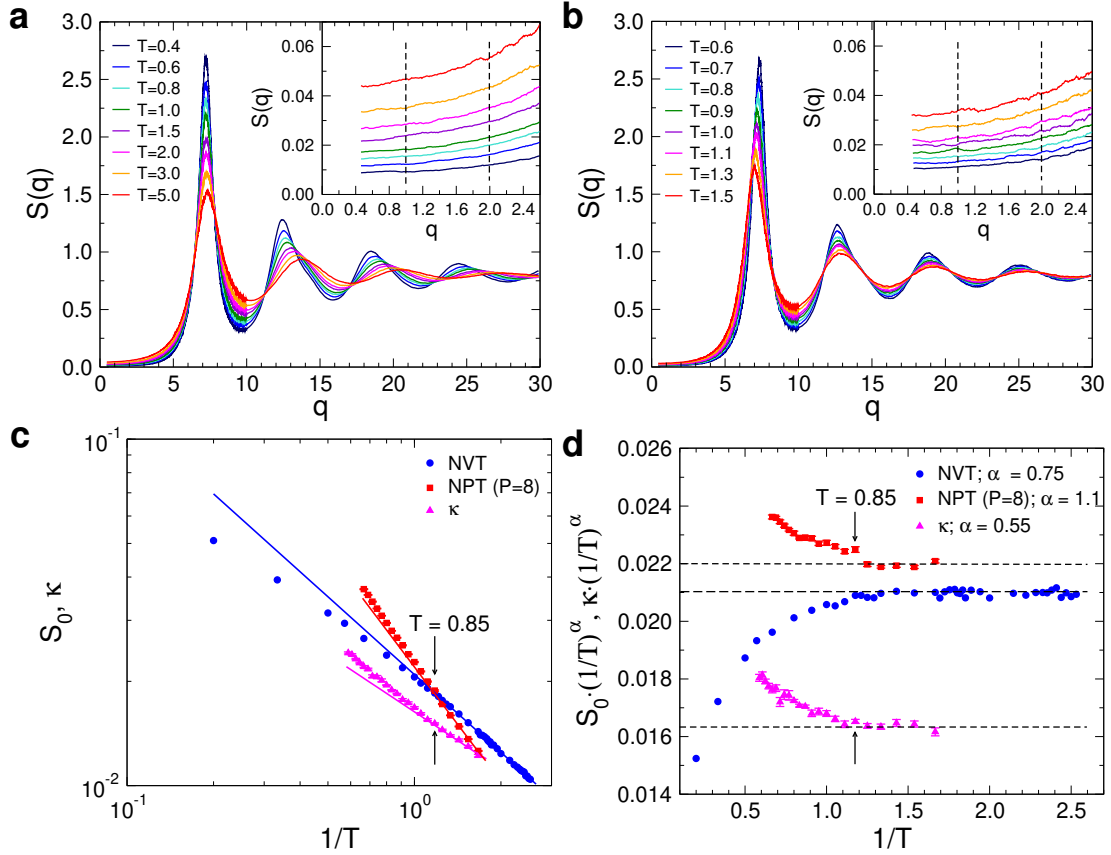 a
S(q)
3.0
2.5
2.0
1.5
1.0
0.5
0.0
T=0.4
T=0.6
T=0.8
T=1.0
T=1.5
T=2.0
T=3.0
T=5.0
0 5 10 15 20 25 30
q
S(q)
0.06
0.04
0.02
0.00
0.0 0.4 0.8 1.2 1.6 2.0 2.4
q
b
S(q)
3.0
2.5
2.0
1.5
1.0
0.5
0.0
T=0.6
T=0.7
T=0.8
T=0.9
T=1.0
T=1.1
T=1.3
T=1.5
0 5 10 15 20 25 30
q
S(q)
0.06
0.04
0.02
0.00
0.0 0.4 0.8 1.2 1.6 2.0 2.4
q
c
S₀, κ
10⁻¹
10⁻²
NVT
NPT (P=8)
κ
T = 0.85
10⁻¹ 10⁰
1/T
d
S₀·(1/T)^α, κ·(1/T)^α
0.026
0.024
0.022
0.020
0.018
0.016
0.014
NVT; α = 0.75
NPT (P=8); α = 1.1
κ; α = 0.55
T = 0.85
0.5 1.0 1.5 2.0 2.5
1/T